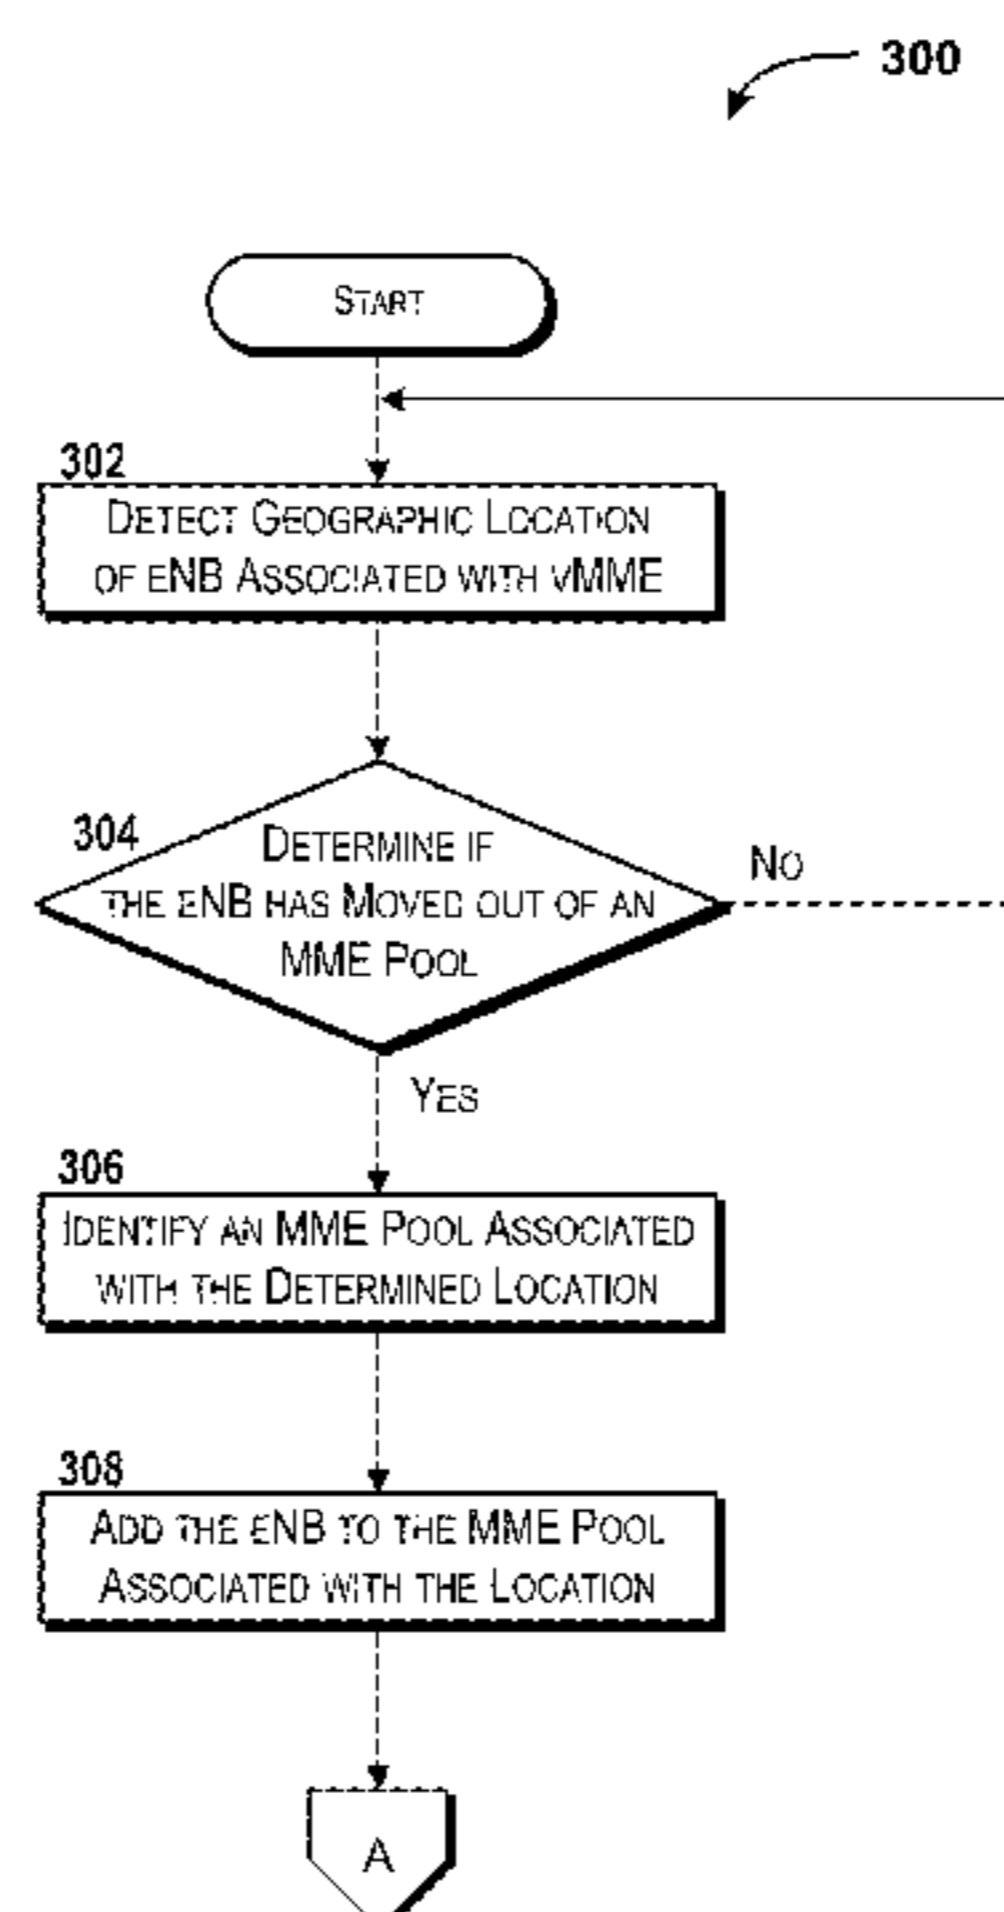 300
START
302
DETECT GEOGRAPHIC LOCATION
OF ENB ASSOCIATED WITH VMME
304
DETERMINE IF
THE ENB HAS MOVED OUT OF AN
MME POOL
NO
YES
306
IDENTIFY AN MME POOL ASSOCIATED
WITH THE DETERMINED LOCATION
308
ADD THE ENB TO THE MME POOL
ASSOCIATED WITH THE LOCATION
A